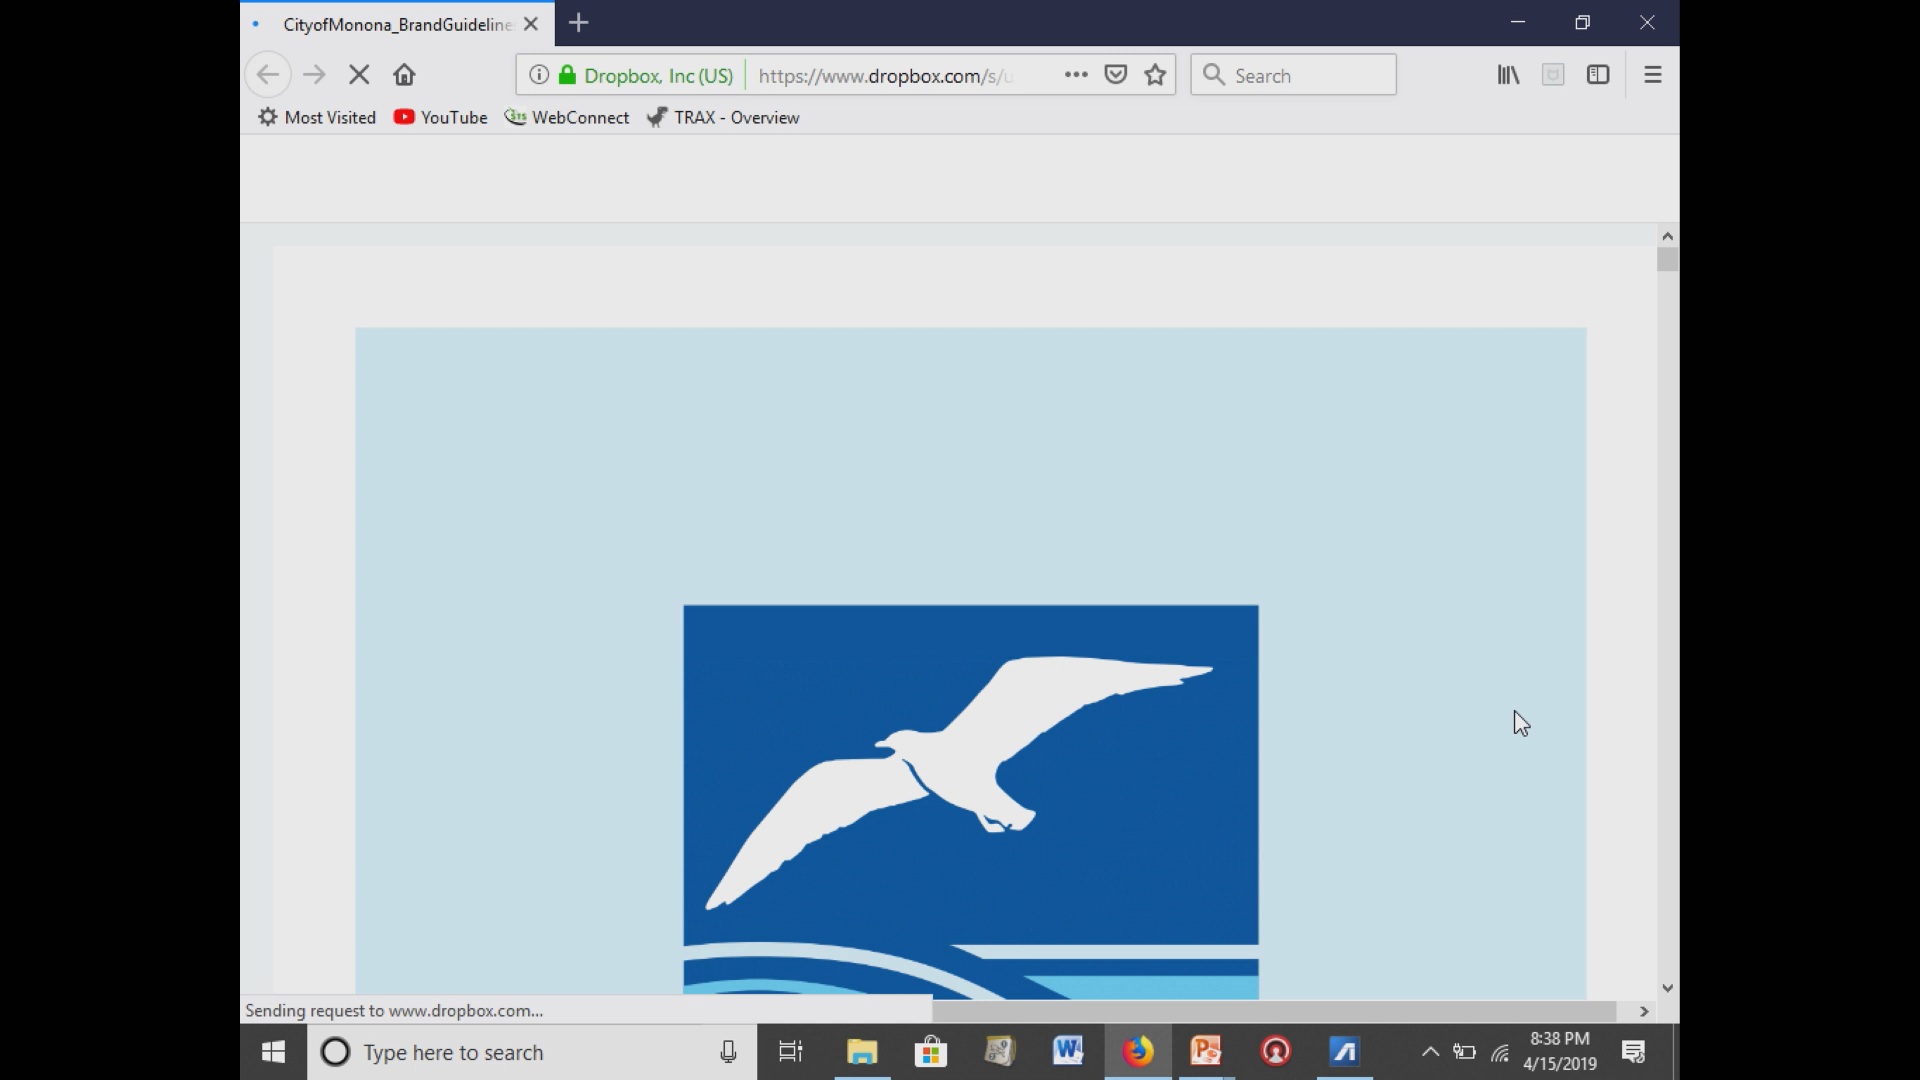 CityofMonona_BrandGuideline
Dropbox, Inc (US)
https://www.dropbox.com/s/u
Search
Most Visited
YouTube
WebConnect
TRAX - Overview
Sending request to www.dropbox.com...
Type here to search
8:38 PM
4/15/2019